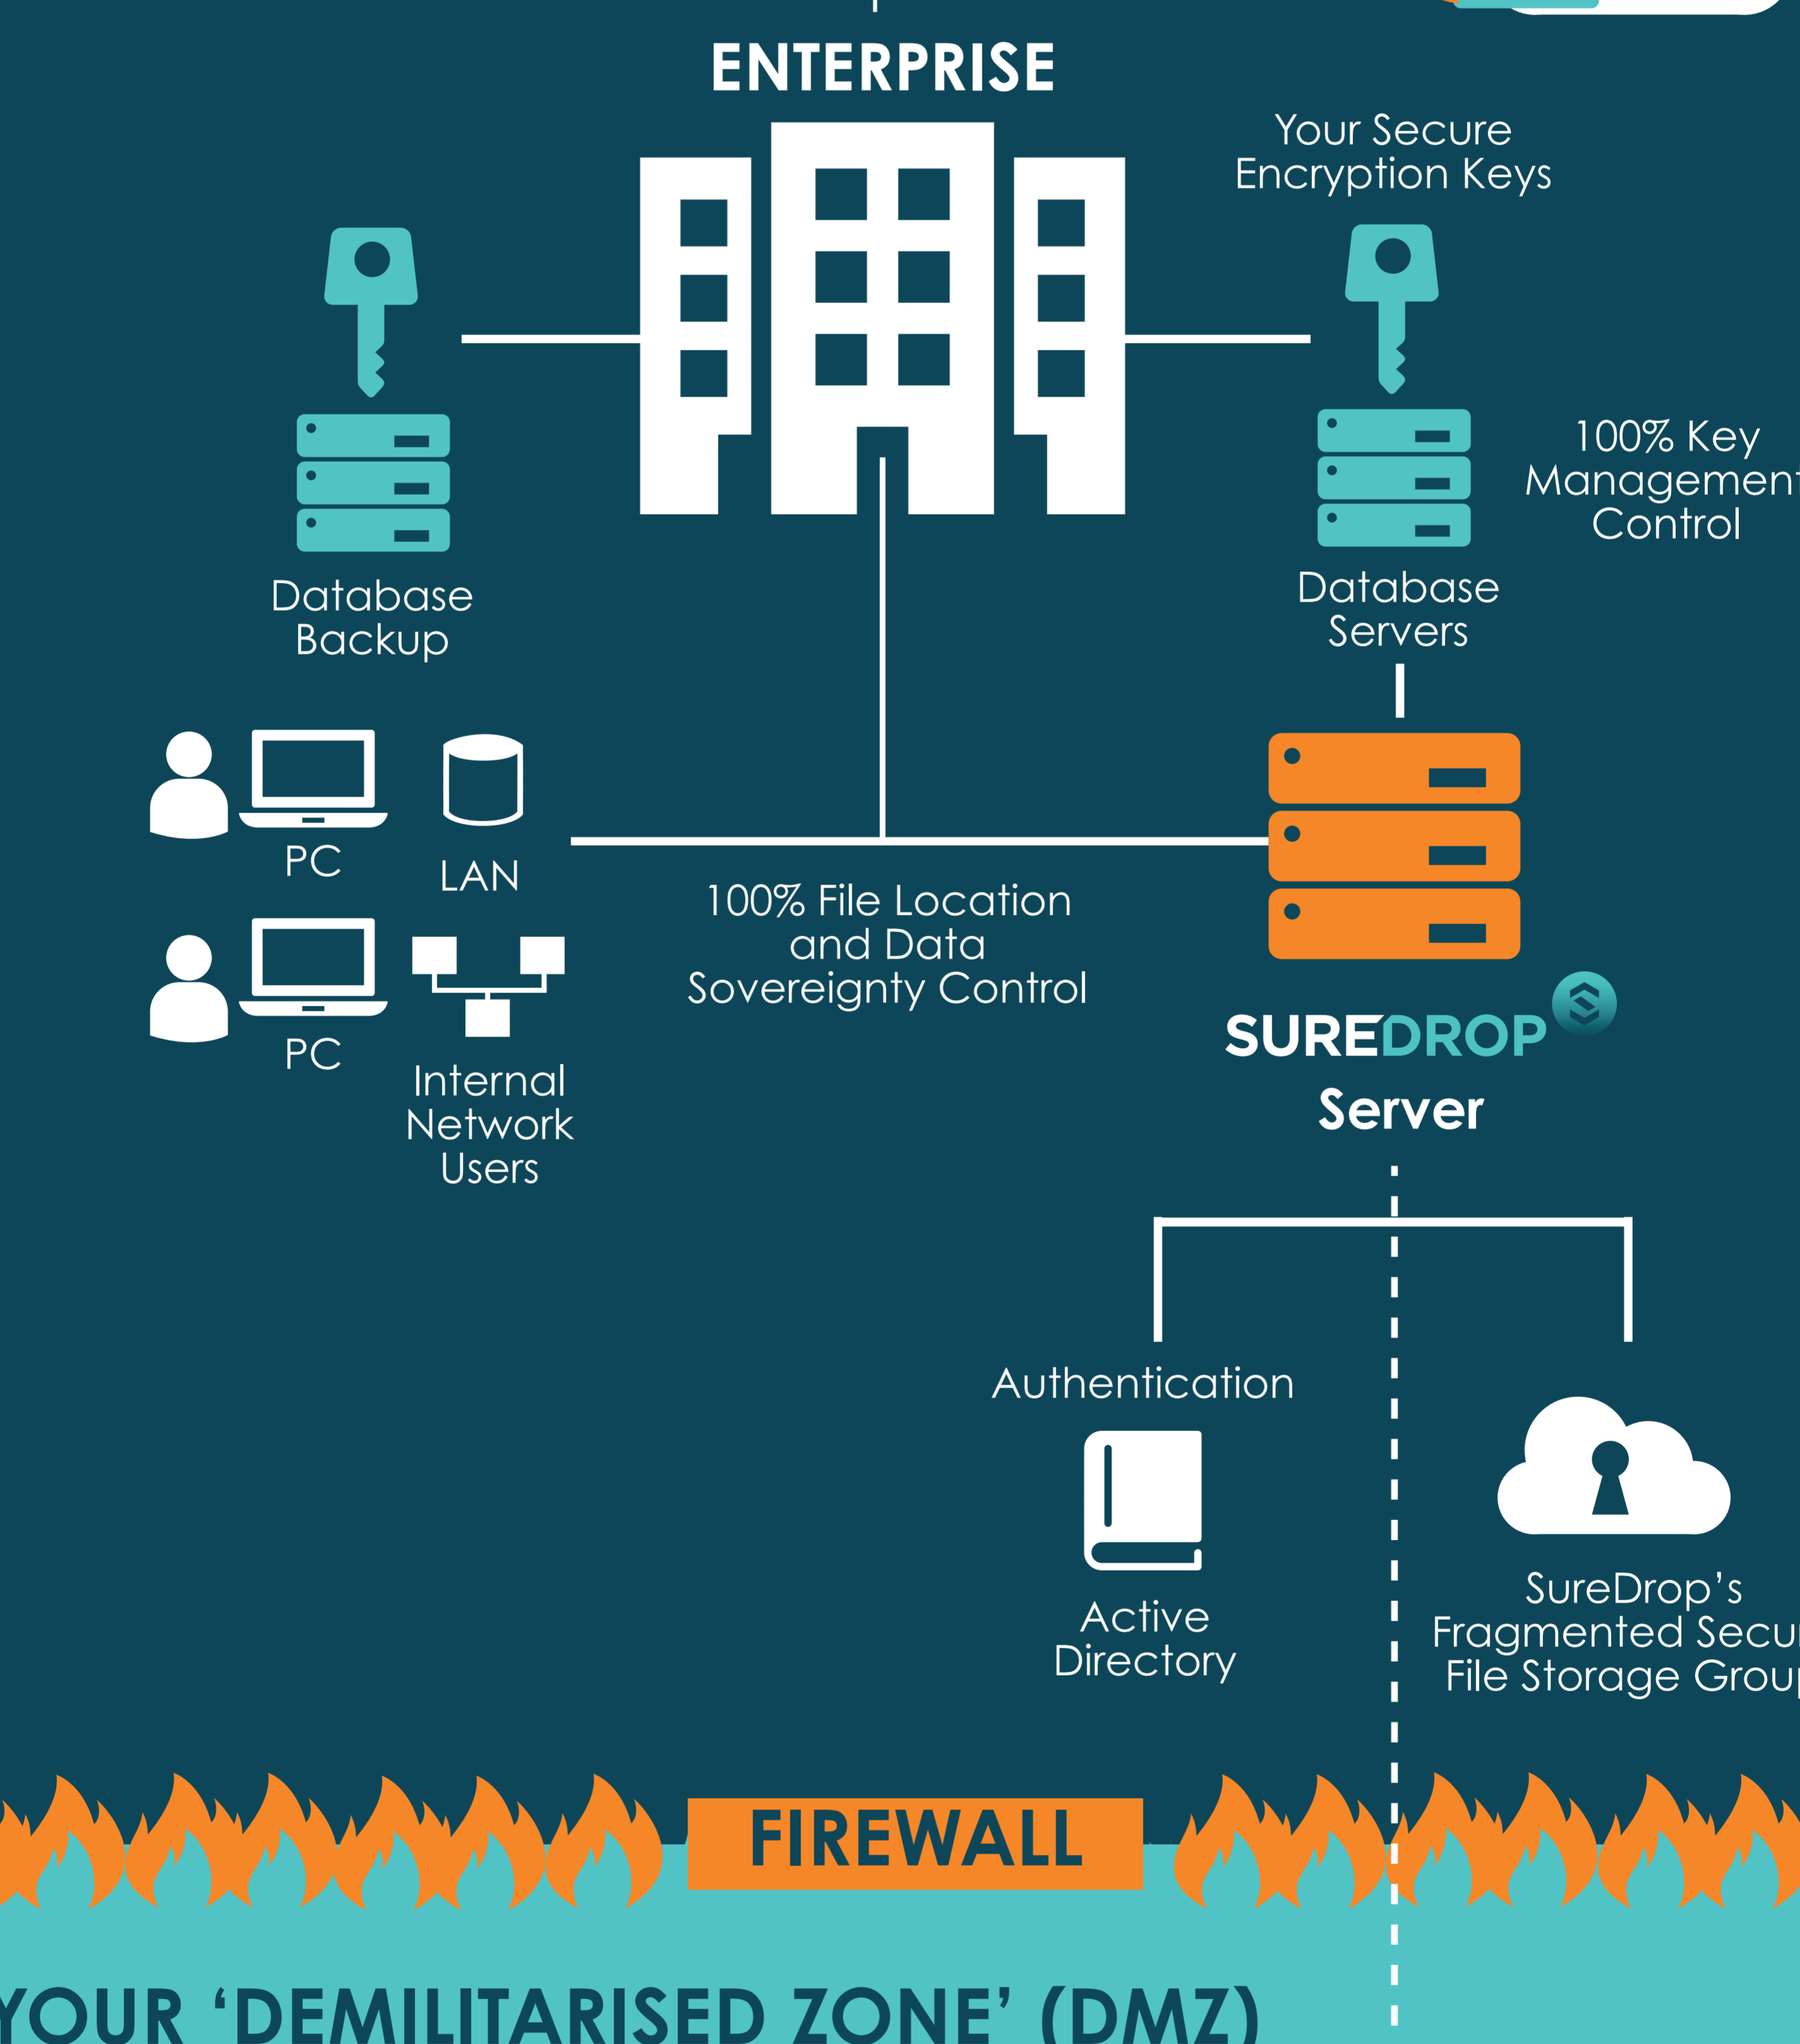 ENTERPRISE
Your Secure
Encryption Keys
100% Key
Management
Control
Database
Backup
Database
Servers
PC
LAN
100% File Location
and Data
Sovereignty Control
PC
Internal
Network
Users
SUREDROP
Server
Authentication
Active
Directory
SureDrop's
Fragmented Secu
File Storage Grou
FIREWALL
YOUR ‘DEMILITARISED ZONE’ (DMZ)